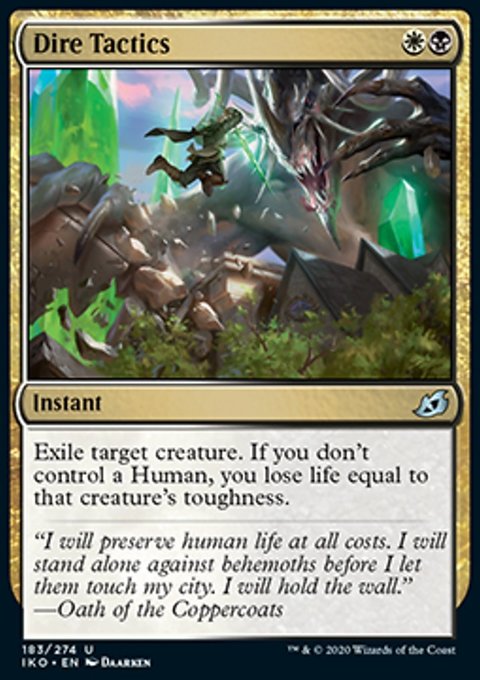 Dire Tactics
Instant
Exile target creature. If you don't
control a Human, you lose life equal to
that creature's toughness.
“I will preserve human life at all costs. I will
stand alone against behemoths before I let
them touch my city. I will hold the wall.”
—Oath of the Coppercoats
183/274 U
IKO • EN Daarken
™ & © 2020 Wizards of the Coast